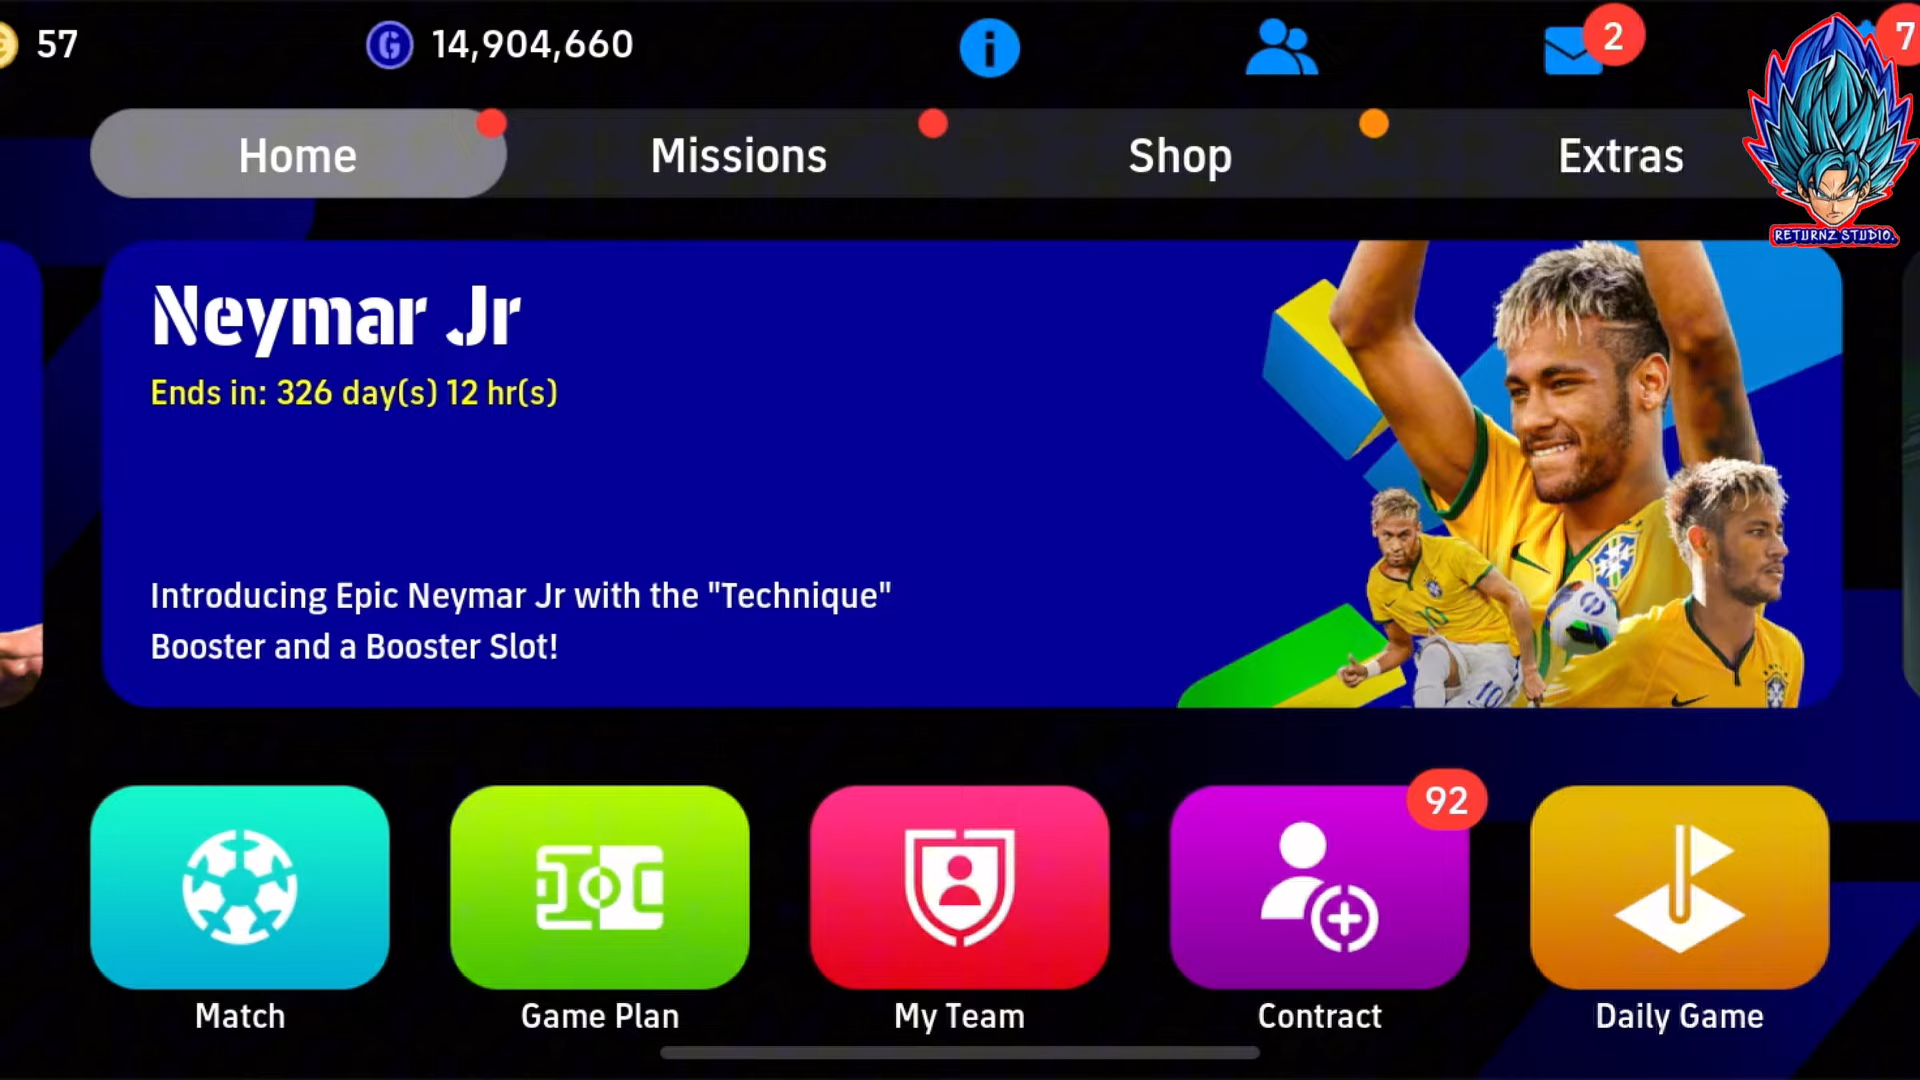 57
14,904,660
2
7
Home
Missions
Shop
Extras
RETURNZ STUDIO.
Neymar Jr
Ends in: 326 day(s) 12 hr(s)
Introducing Epic Neymar Jr with the "Technique"
Booster and a Booster Slot!
10
10
92
Match
Game Plan
My Team
Contract
Daily Game